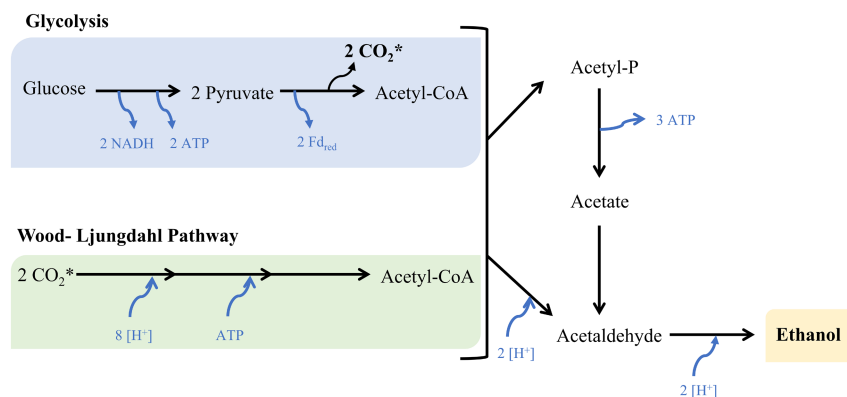 Glycolysis
2 CO₂*
Glucose
2 Pyruvate
Acetyl-CoA
2 NADH
2 ATP
2 Fd_red
Acetyl-P
3 ATP
Acetate
Wood- Ljungdahl Pathway
2 CO₂*
Acetyl-CoA
8 [H⁺]
ATP
2 [H⁺]
Acetaldehyde
Ethanol
2 [H⁺]